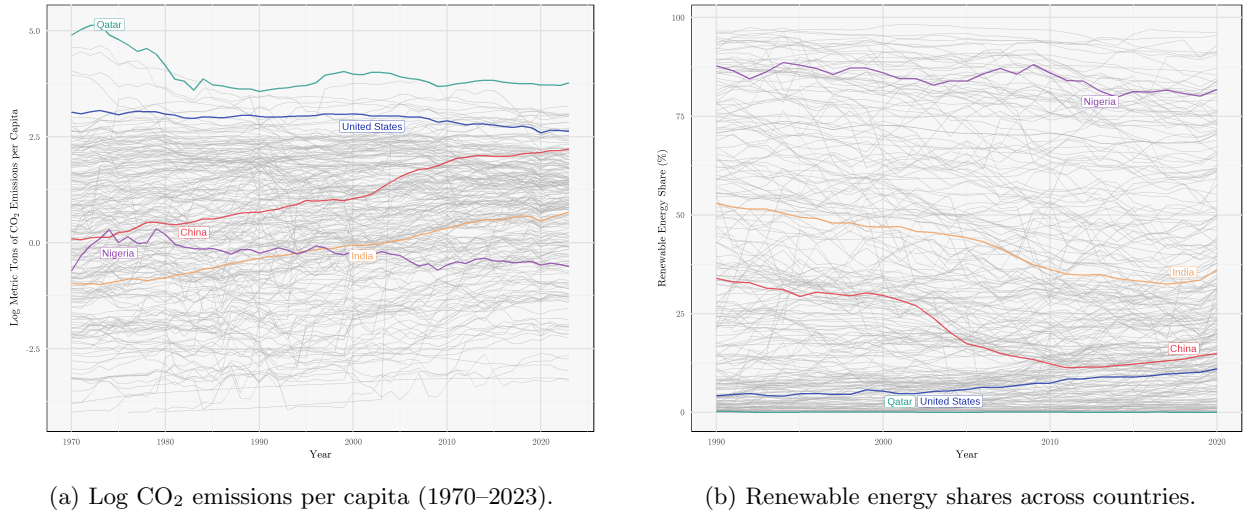 Log Metric Tons of CO₂ Emissions per Capita
5.0
2.5
0.0
-2.5
Qatar
United States
China
Nigeria
India
1970
1980
1990
2000
2010
2020
Year
(a) Log CO₂ emissions per capita (1970–2023).
Renewable Energy Share (%)
100
75
50
25
0
Nigeria
India
China
Qatar
United States
1990
2000
2010
2020
Year
(b) Renewable energy shares across countries.